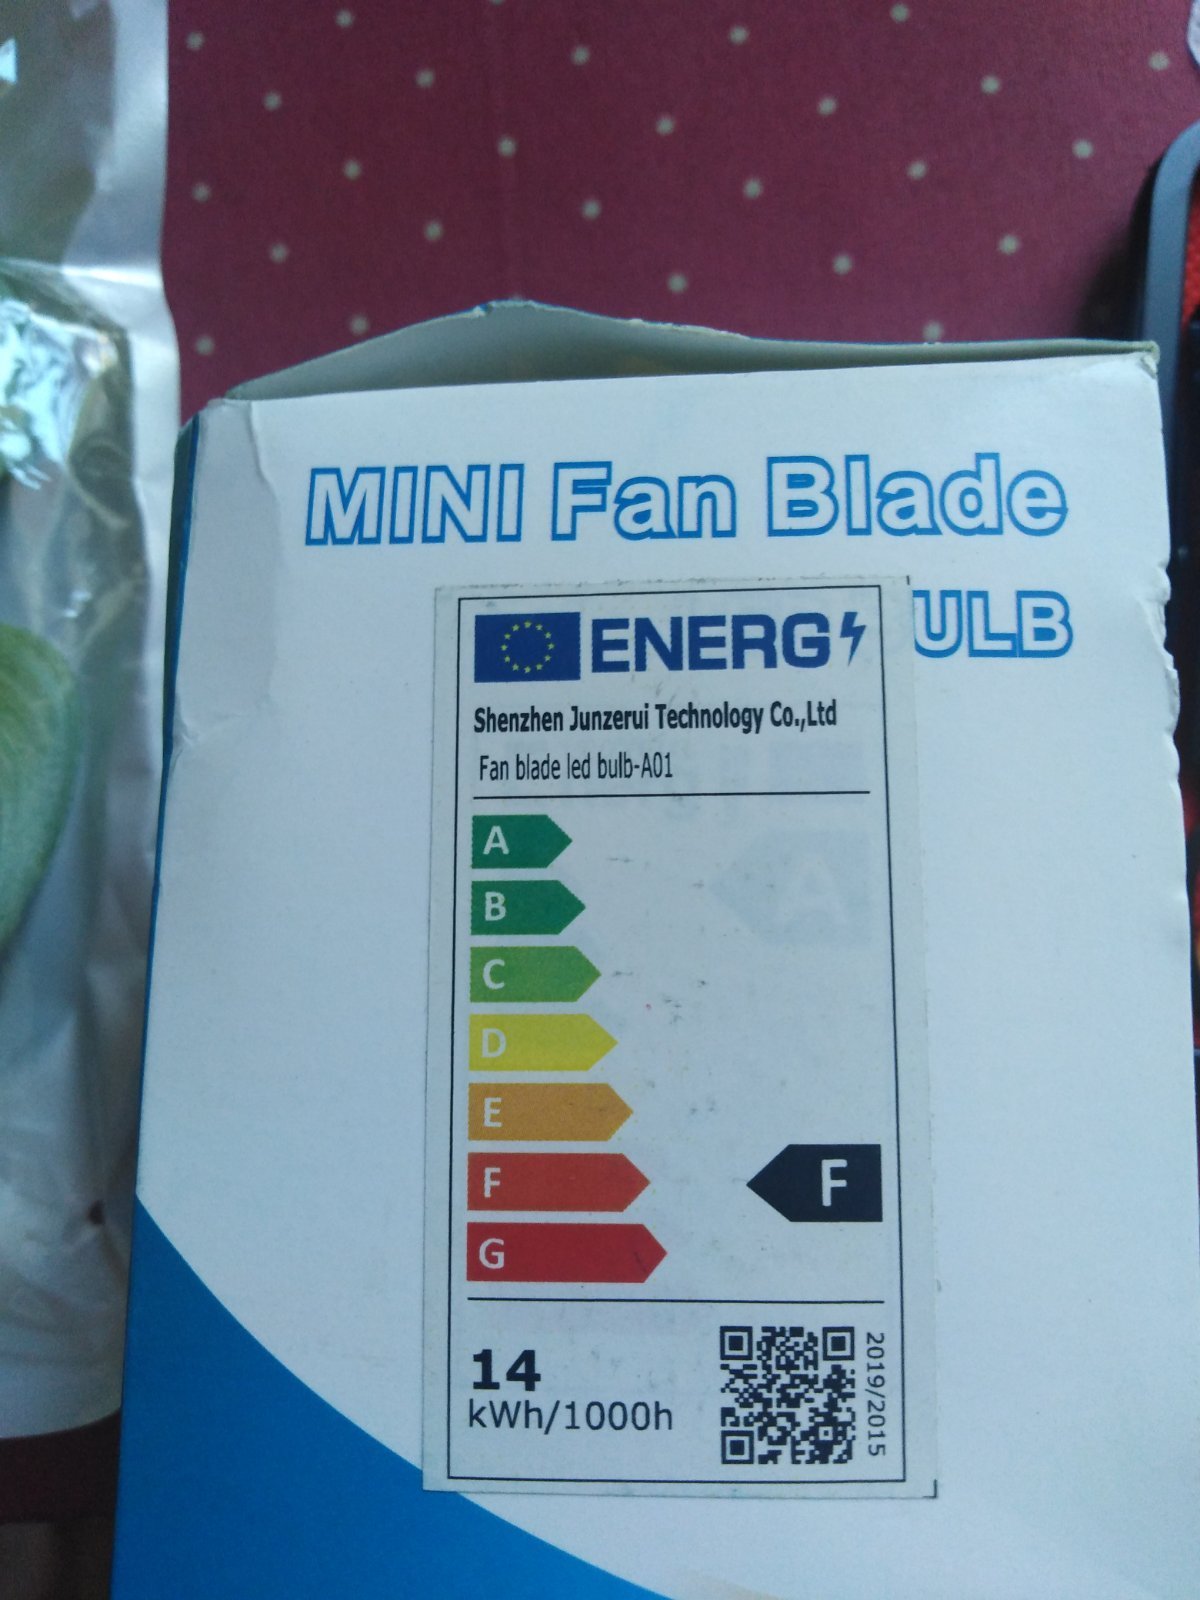 MINI Fan Blade
ULB
ENERG
Shenzhen Junzerui Technology Co.,Ltd
Fan blade led bulb-A01
A
B
C
D
E
F
F
G
14
kWh/1000h
2019/2015